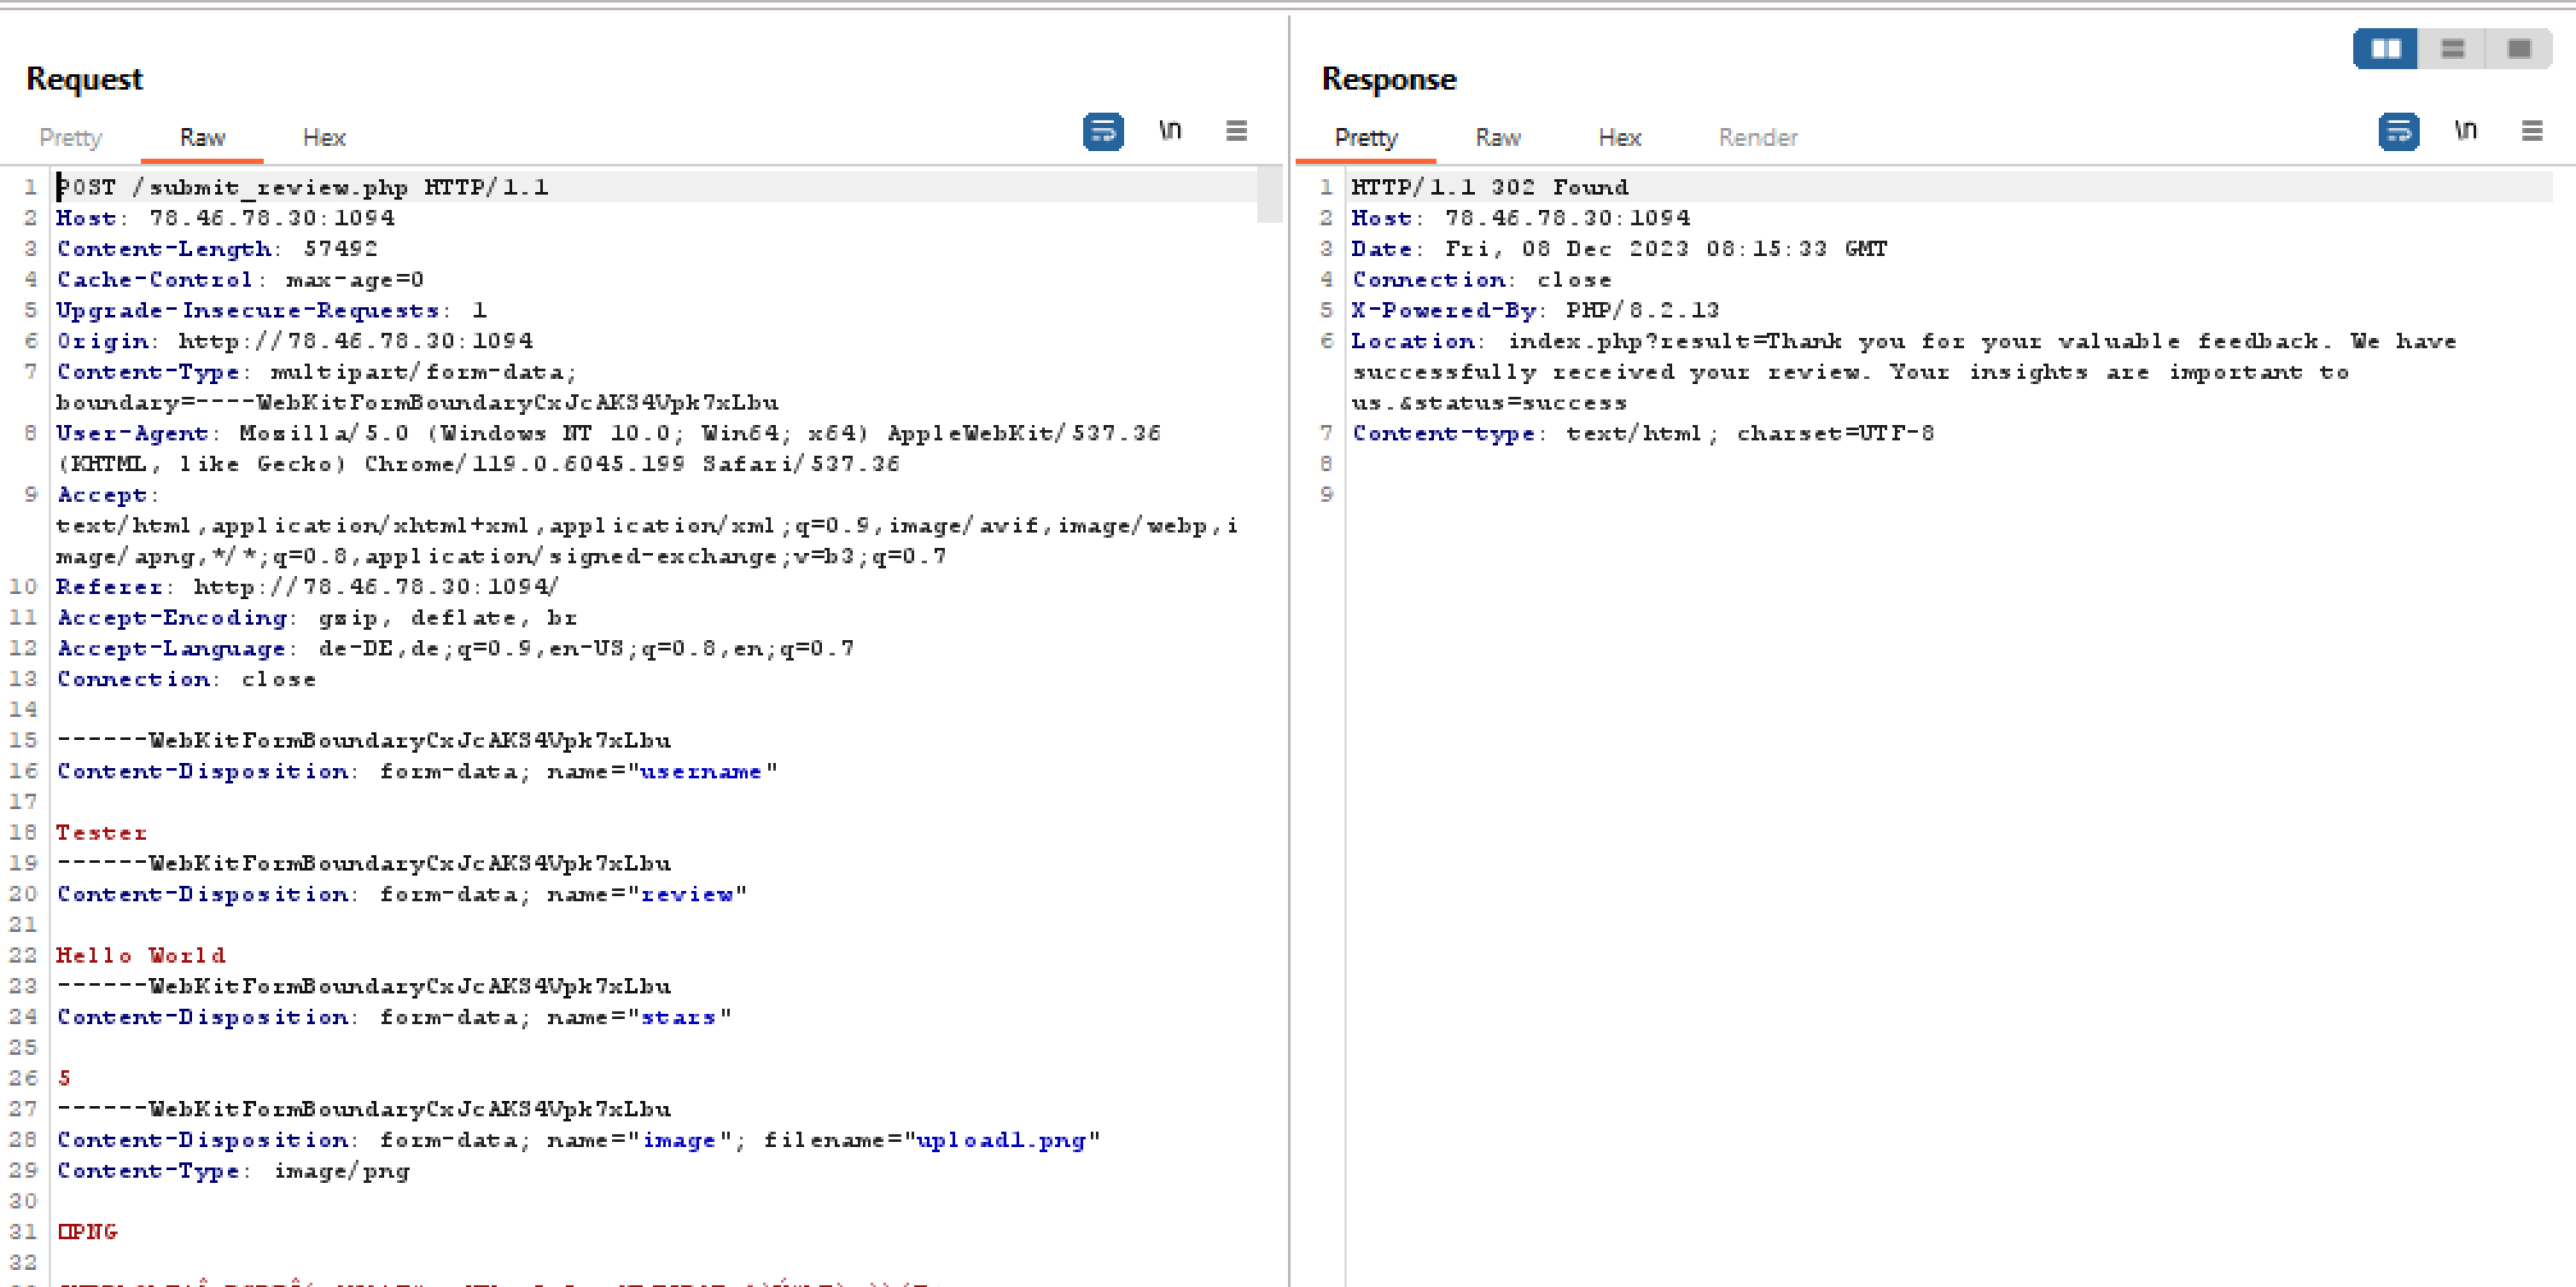 Request
Pretty Raw Hex \n
1 POST /submit_review.php HTTP/1.1
2 Host: 78.46.78.30:1094
3 Content-Length: 57492
4 Cache-Control: max-age=0
5 Upgrade-Insecure-Requests: 1
6 Origin: http://78.46.78.30:1094
7 Content-Type: multipart/form-data;
boundary=----WebKitFormBoundaryCxJcAKS4Vpk7xLbu
8 User-Agent: Mozilla/5.0 (Windows NT 10.0; Win64; x64) AppleWebKit/537.36
(KHTML, like Gecko) Chrome/119.0.6045.199 Safari/537.36
9 Accept:
text/html,application/xhtml+xml,application/xml;q=0.9,image/avif,image/webp,i
mage/apng,*/*;q=0.8,application/signed-exchange;v=b3;q=0.7
10 Referer: http://78.46.78.30:1094/
11 Accept-Encoding: gzip, deflate, br
12 Accept-Language: de-DE,de;q=0.9,en-US;q=0.8,en;q=0.7
13 Connection: close
14
15 ------WebKitFormBoundaryCxJcAKS4Vpk7xLbu
16 Content-Disposition: form-data; name="username"
17
18 Tester
19 ------WebKitFormBoundaryCxJcAKS4Vpk7xLbu
20 Content-Disposition: form-data; name="review"
21
22 Hello World
23 ------WebKitFormBoundaryCxJcAKS4Vpk7xLbu
24 Content-Disposition: form-data; name="stars"
25
26 5
27 ------WebKitFormBoundaryCxJcAKS4Vpk7xLbu
28 Content-Disposition: form-data; name="image"; filename="upload1.png"
29 Content-Type: image/png
30
31 PNG
32
Response
Pretty Raw Hex Render \n
1 HTTP/1.1 302 Found
2 Host: 78.46.78.30:1094
3 Date: Fri, 08 Dec 2023 08:15:33 GMT
4 Connection: close
5 X-Powered-By: PHP/8.2.13
6 Location: index.php?result=Thank you for your valuable feedback. We have
successfully received your review. Your insights are important to
us.&status=success
7 Content-type: text/html; charset=UTF-8
8
9